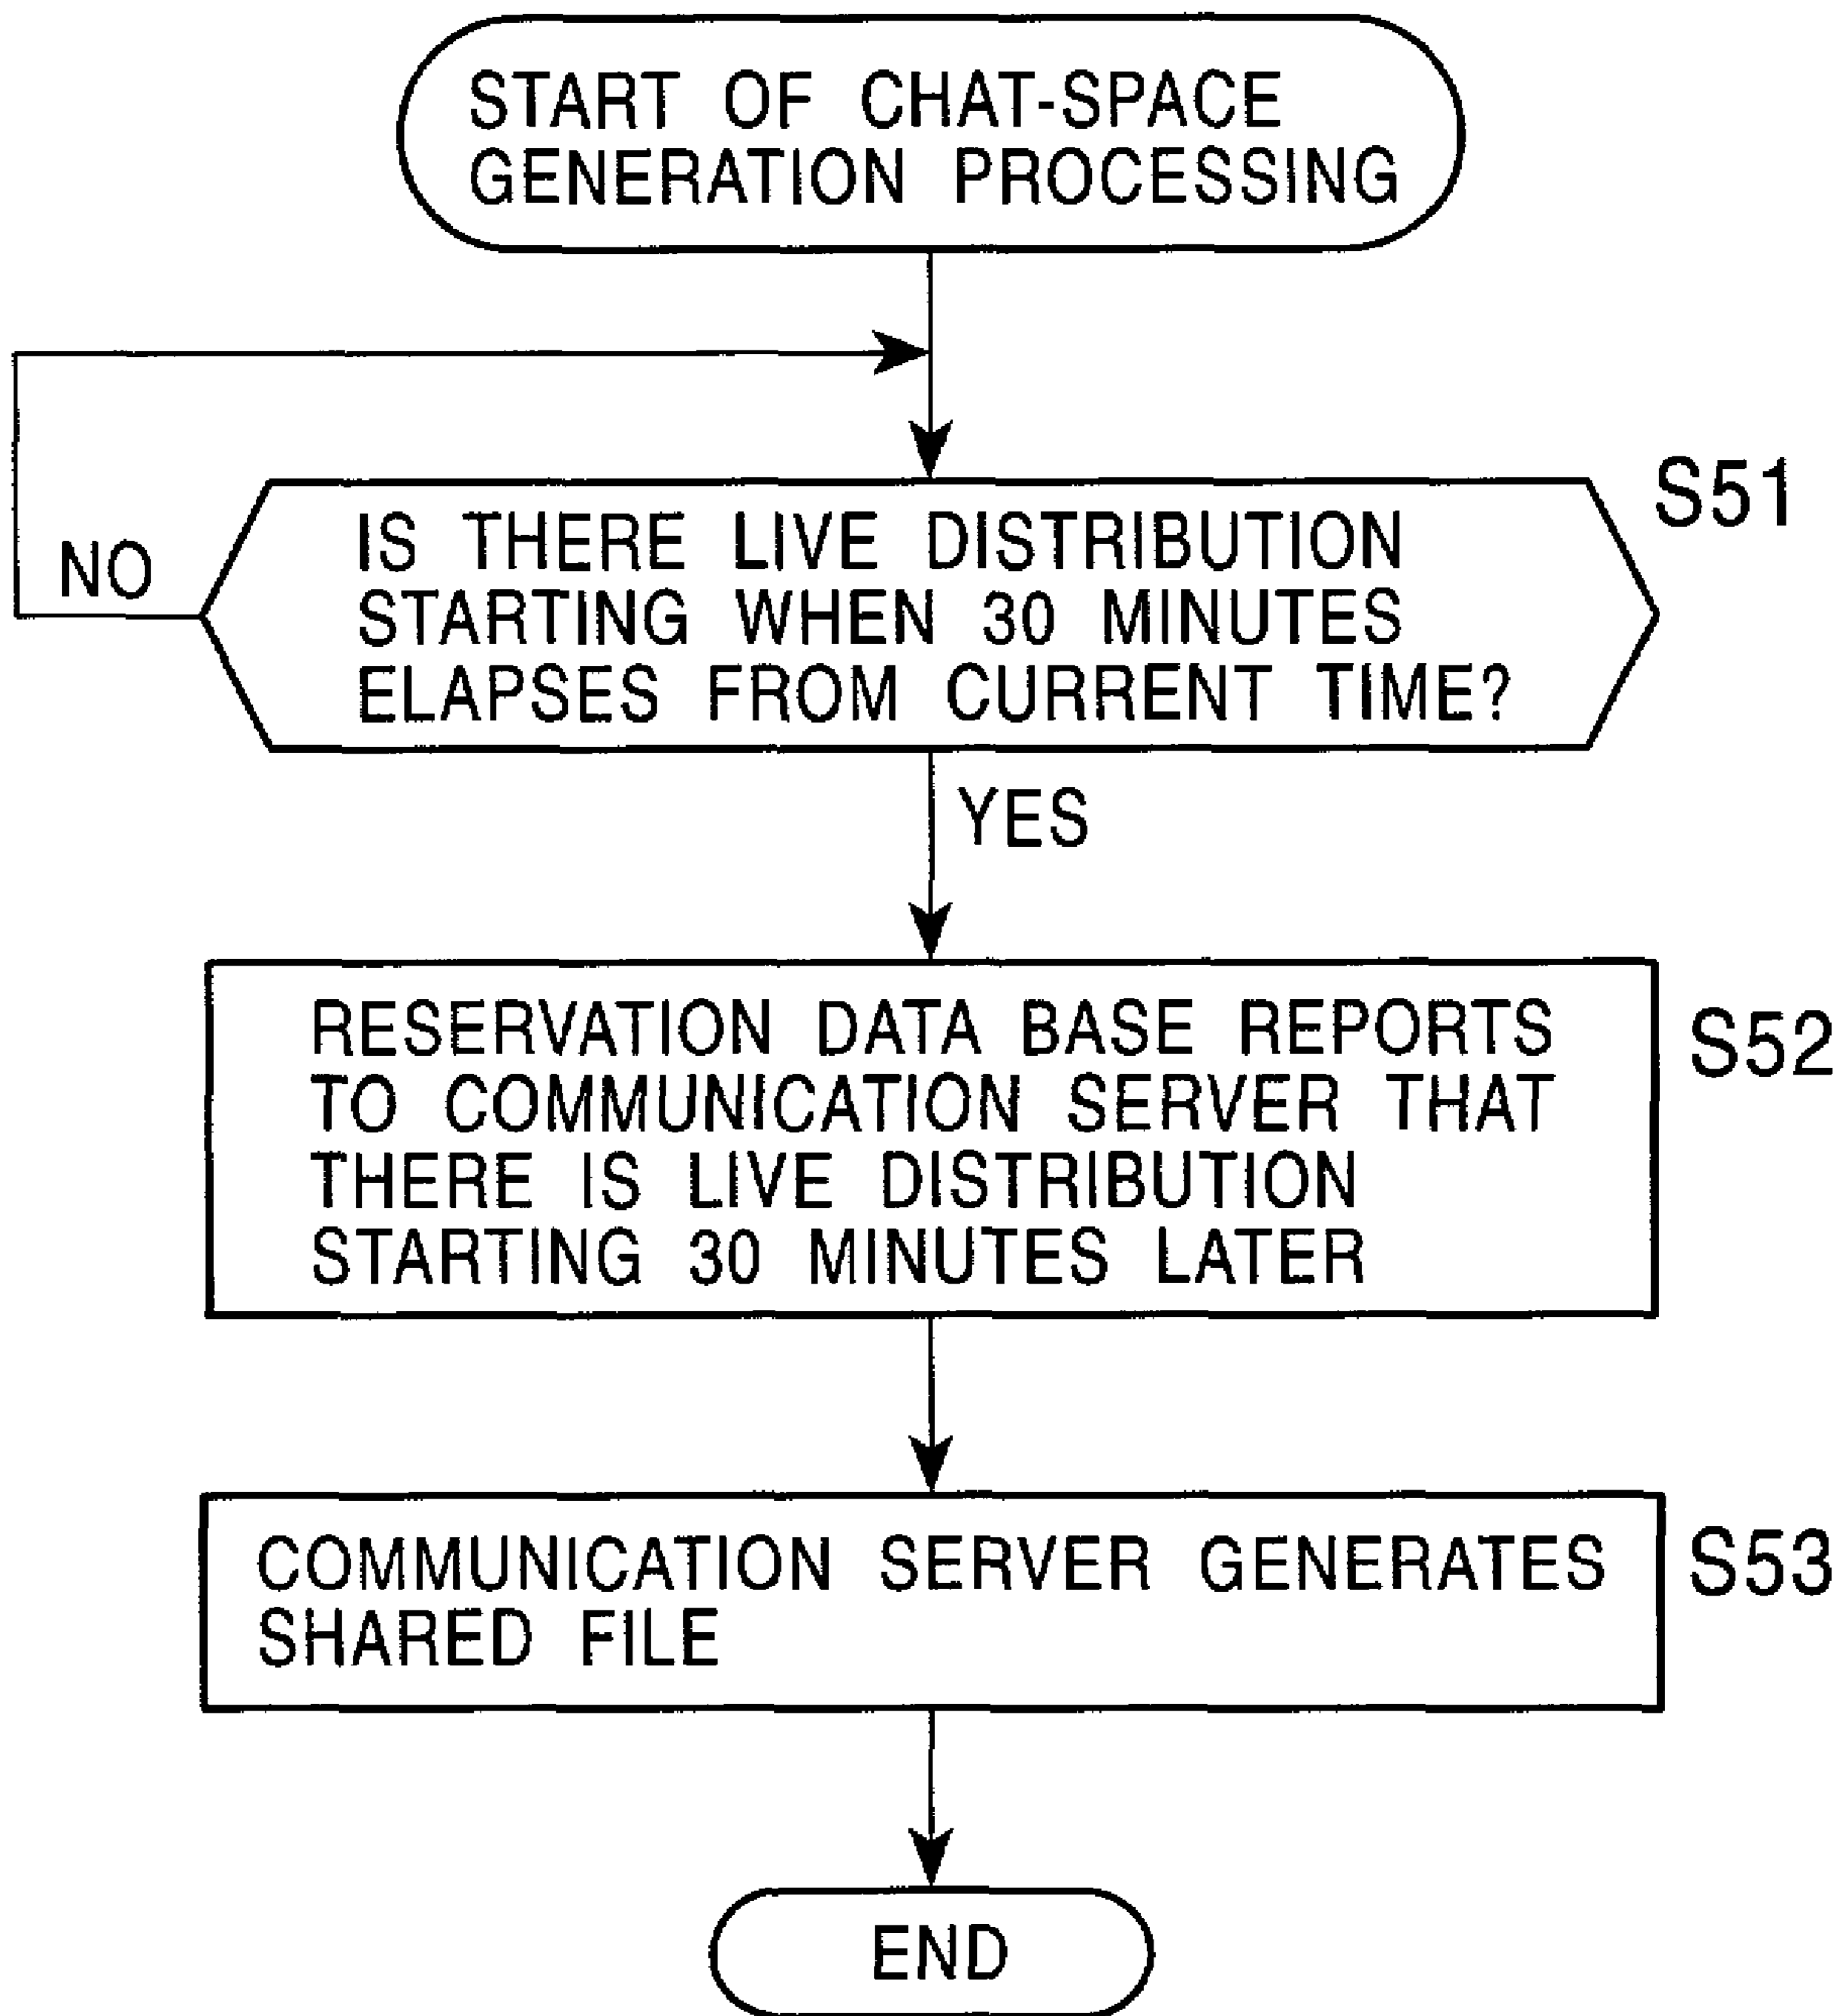 START OF CHAT-SPACE
GENERATION PROCESSING
S51
IS THERE LIVE DISTRIBUTION
STARTING WHEN 30 MINUTES
ELAPSES FROM CURRENT TIME?
NO
YES
RESERVATION DATA BASE REPORTS
TO COMMUNICATION SERVER THAT
THERE IS LIVE DISTRIBUTION
STARTING 30 MINUTES LATER
S52
COMMUNICATION SERVER GENERATES
SHARED FILE
S53
END